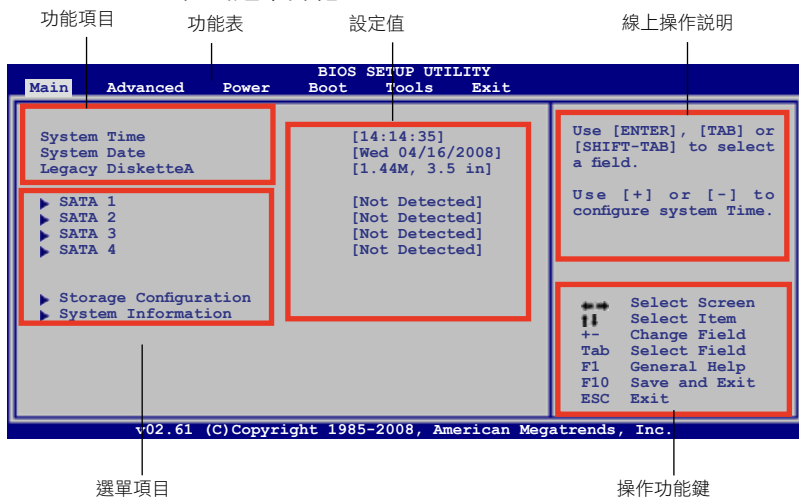 功能項目
功能表
設定值
線上操作說明
BIOS SETUP UTILITY
Main Advanced Power Boot Tools Exit
System Time [14:14:35]
System Date [Wed 04/16/2008]
Legacy DisketteA [1.44M, 3.5 in]
SATA 1 [Not Detected]
SATA 2 [Not Detected]
SATA 3 [Not Detected]
SATA 4 [Not Detected]
Storage Configuration
System Information
Use [ENTER], [TAB] or
[SHIFT-TAB] to select
a field.
Use [+] or [-] to
configure system Time.
Select Screen
Select Item
+- Change Field
Tab Select Field
F1 General Help
F10 Save and Exit
ESC Exit
v02.61 (C)Copyright 1985-2008, American Megatrends, Inc.
選單項目
操作功能鍵